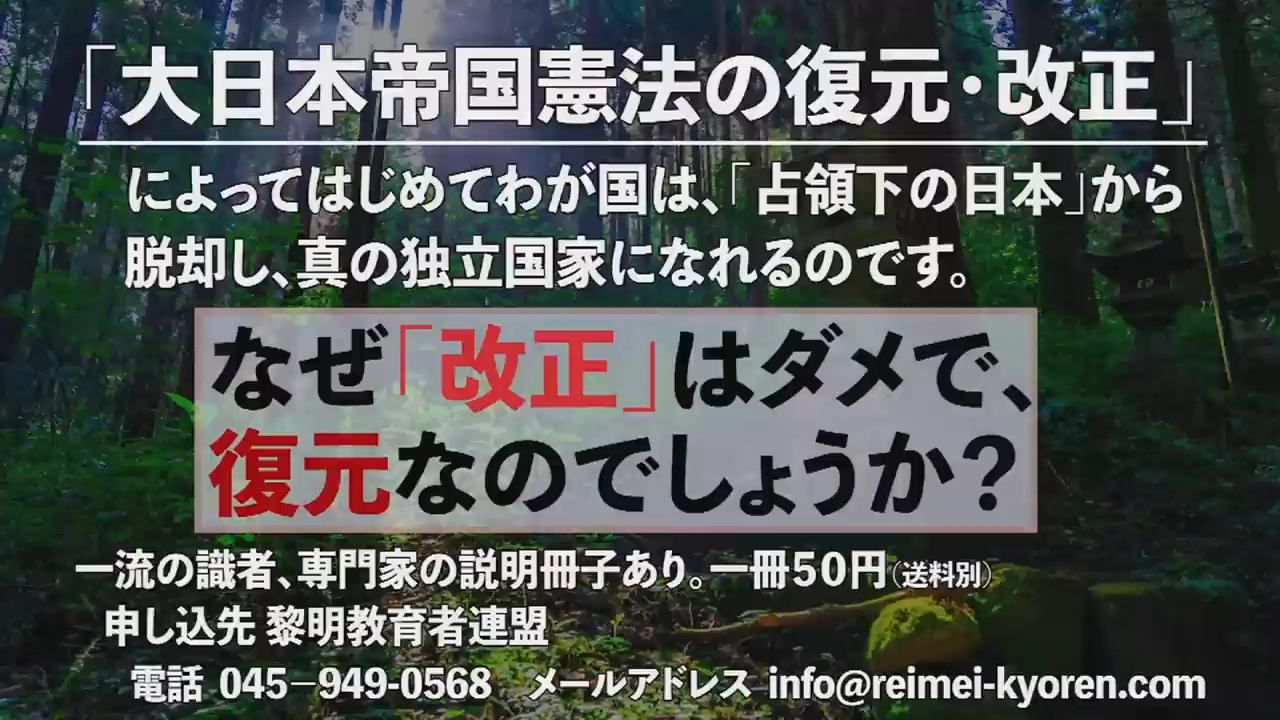 「大日本帝国憲法の復元・改正」
によってはじめてわが国は、「占領下の日本」から
脱却し、真の独立国家になれるのです。
なぜ「改正」はダメで、
復元なのでしょうか？
一流の識者、専門家の説明冊子あり。一冊50円（送料別）
申し込先 黎明教育者連盟
電話 045−949-0568 メールアドレス info@reimei-kyoren.com